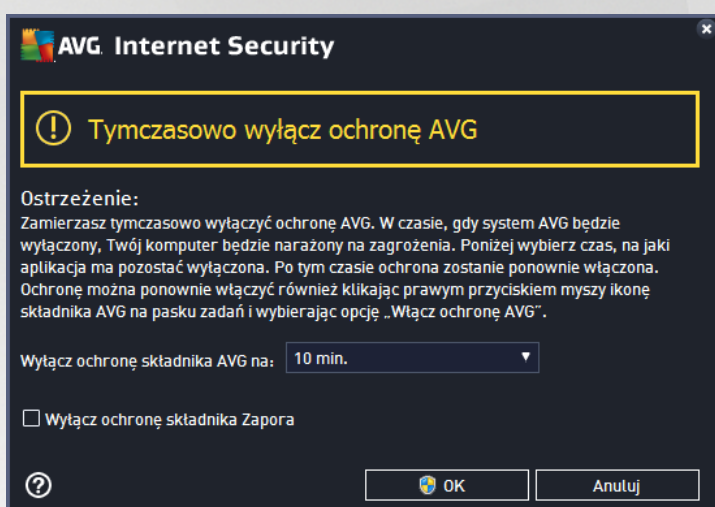 AVG. Internet Security
Tymczasowo wyłącz ochronę AVG
Ostrzeżenie:
Zamierzasz tymczasowo wyłączyć ochronę AVG. W czasie, gdy system AVG będzie
wyłączony, Twój komputer będzie narażony na zagrożenia. Poniżej wybierz czas, na jaki
aplikacja ma pozostać wyłączona. Po tym czasie ochrona zostanie ponownie włączona.
Ochronę można ponownie włączyć również klikając prawym przyciskiem myszy ikonę
składnika AVG na pasku zadań i wybierając opcję „Włącz ochronę AVG”.
Wyłącz ochronę składnika AVG na: 10 min.
Wyłącz ochronę składnika Zapora
OK Anuluj